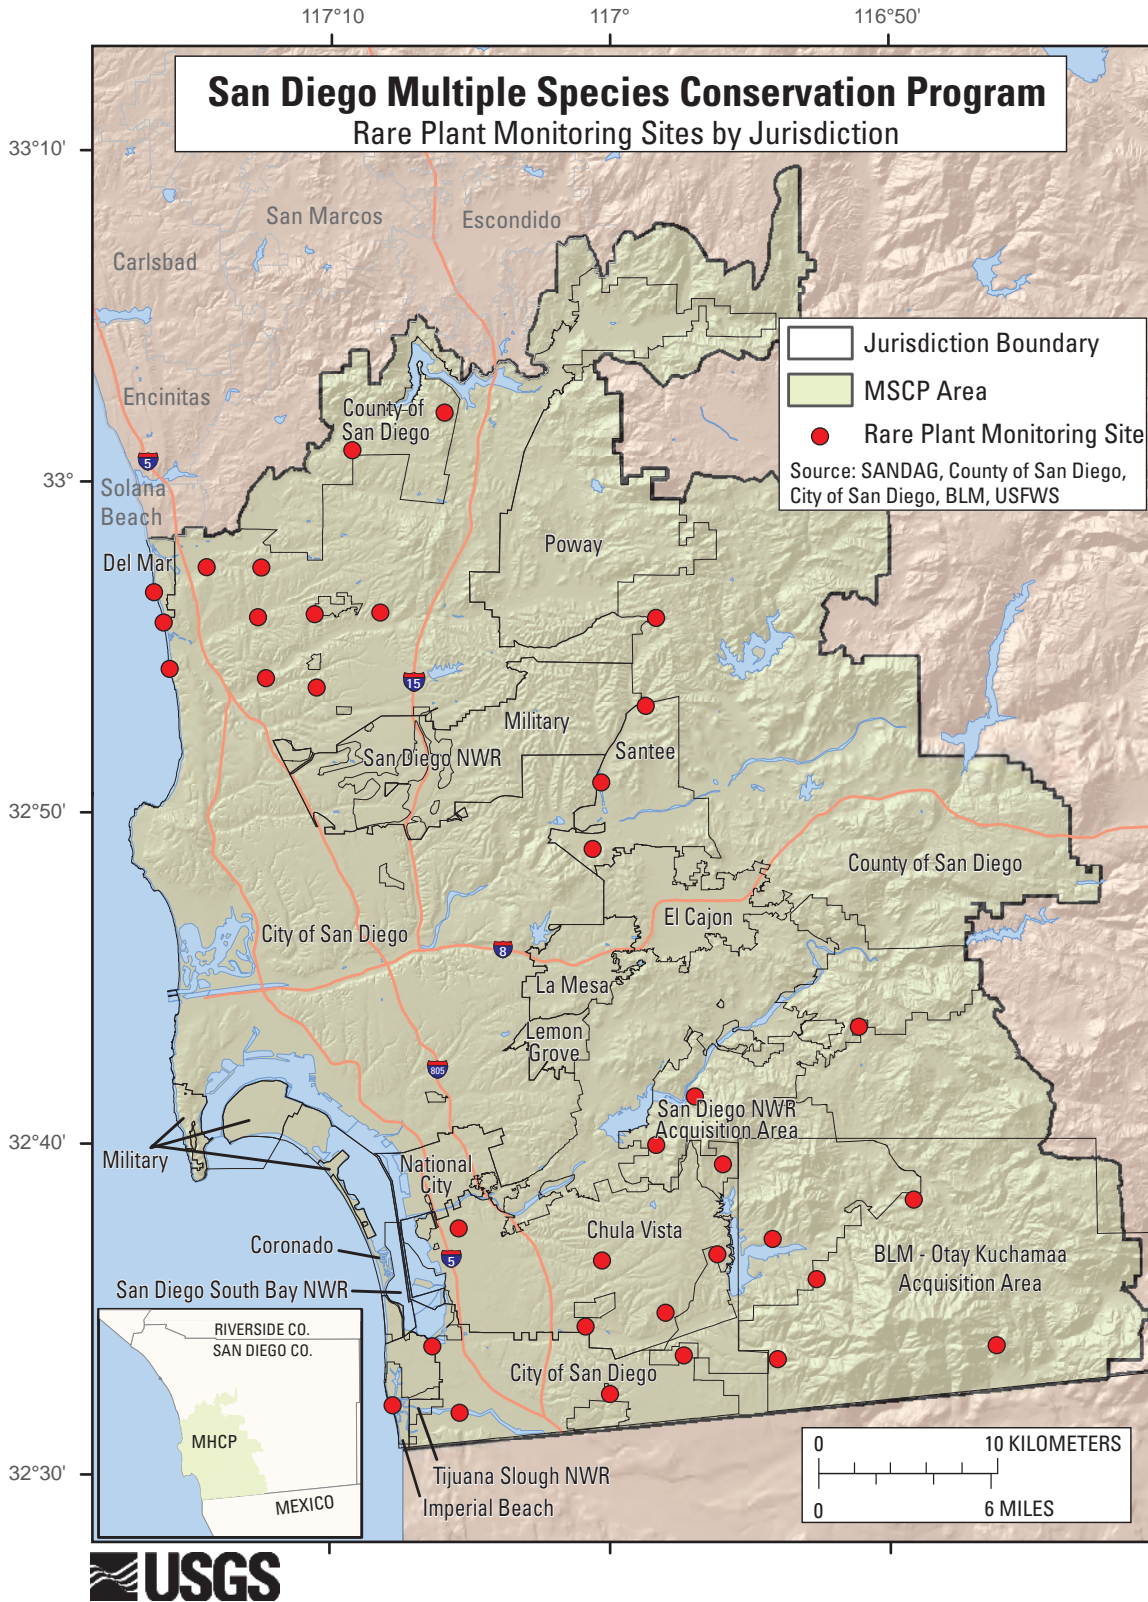 117°10'
117°
116°50'
San Diego Multiple Species Conservation Program
Rare Plant Monitoring Sites by Jurisdiction
33°10'
San Marcos
Escondido
Carlsbad
Jurisdiction Boundary
MSCP Area
Rare Plant Monitoring Site
Source: SANDAG, County of San Diego,
City of San Diego, BLM, USFWS
Encinitas
County of
San Diego
5
33°
Solana
Beach
Del Mar
Poway
15
Military
San Diego NWR
Santee
32°50'
County of San Diego
El Cajon
City of San Diego
8
La Mesa
Lemon
Grove
805
San Diego NWR
Acquisition Area
32°40'
Military
National
City
Chula Vista
Coronado
5
BLM - Otay Kuchamaa
Acquisition Area
San Diego South Bay NWR
RIVERSIDE CO.
SAN DIEGO CO.
City of San Diego
MHCP
MEXICO
0
10 KILOMETERS
0
6 MILES
32°30'
Tijuana Slough NWR
Imperial Beach
USGS